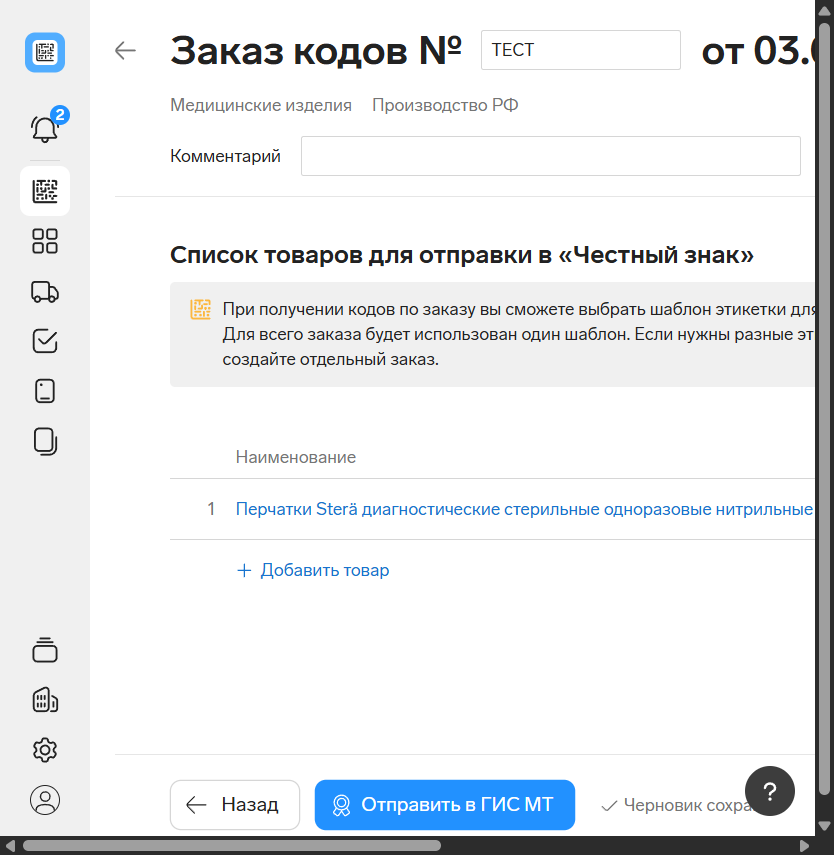 Заказ кодов № ТЕСТ от 03.
2
Медицинские изделия Производство РФ
Комментарий
Список товаров для отправки в «Честный знак»
При получении кодов по заказу вы сможете выбрать шаблон этикетки для
Для всего заказа будет использован один шаблон. Если нужны разные
создайте отдельный заказ.
Наименование
1 Перчатки Sterä диагностические стерильные одноразовые нитрильные
+ Добавить товар
Назад Отправить в ГИС МТ Черновик ?